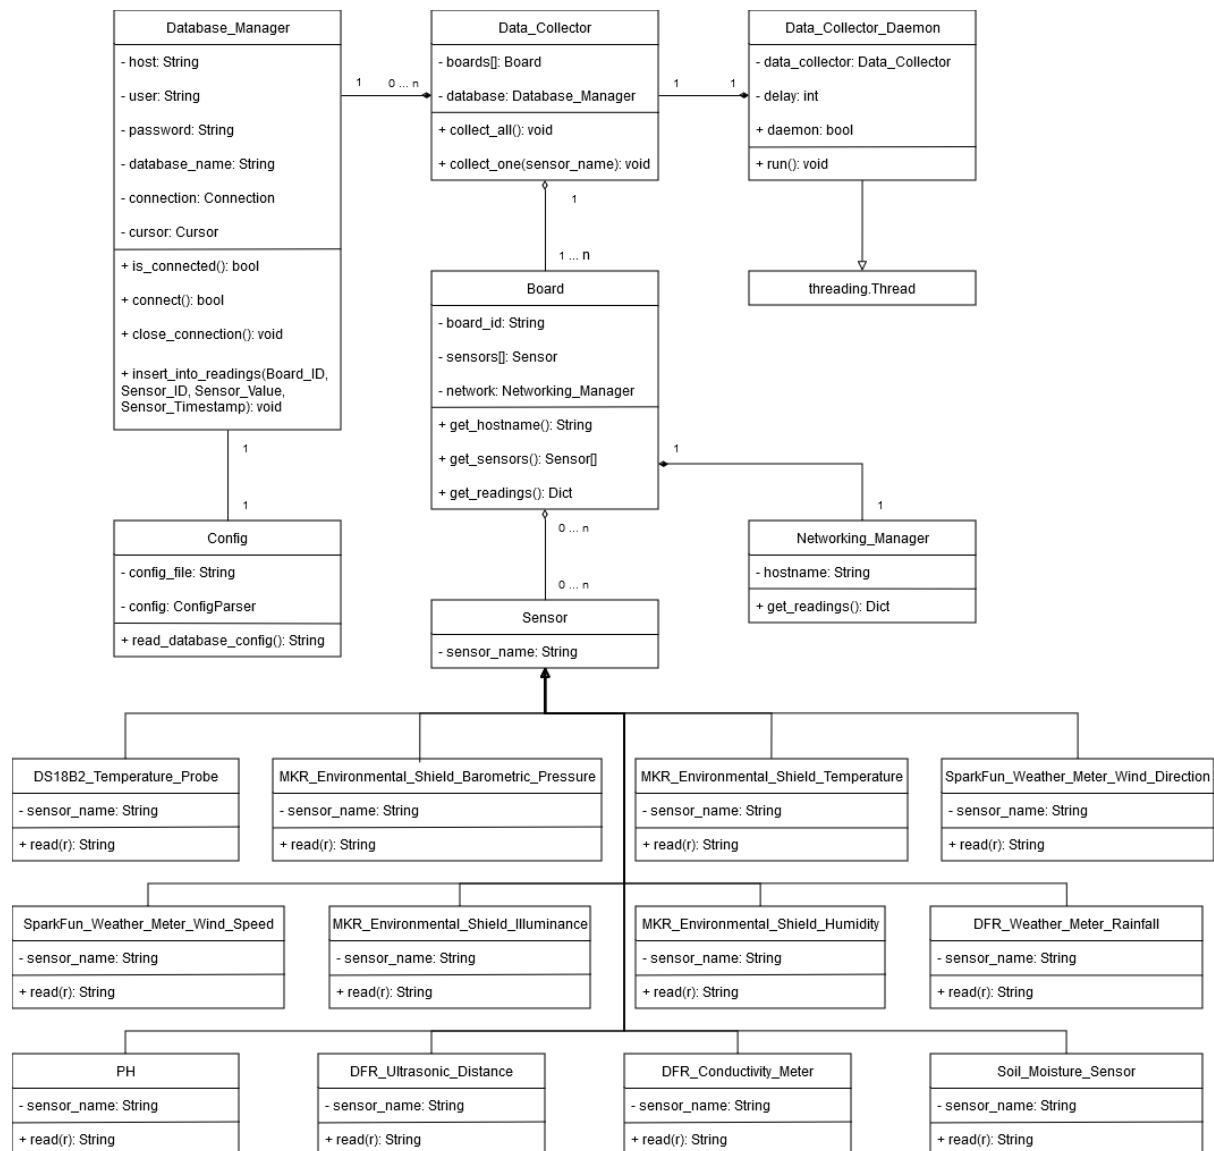 Database_Manager
- host: String
- user: String
- password: String
- database_name: String
- connection: Connection
- cursor: Cursor
+ is_connected(): bool
+ connect(): bool
+ close_connection(): void
+ insert_into_readings(Board_ID,
Sensor_ID, Sensor_Value,
Sensor_Timestamp): void
1
0 ... n
Data_Collector
- boards[]: Board
- database: Database_Manager
+ collect_all(): void
+ collect_one(sensor_name): void
1
1
Data_Collector_Daemon
- data_collector: Data_Collector
- delay: int
+ daemon: bool
+ run(): void
threading.Thread
1
1 ... n
Board
- board_id: String
- sensors[]: Sensor
- network: Networking_Manager
+ get_hostname(): String
+ get_sensors(): Sensor[]
+ get_readings(): Dict
1
1
Networking_Manager
- hostname: String
+ get_readings(): Dict
1
1
Config
- config_file: String
- config: ConfigParser
+ read_database_config(): String
0 ... n
0 ... n
Sensor
- sensor_name: String
DS18B2_Temperature_Probe
- sensor_name: String
+ read(r): String
MKR_Environmental_Shield_Barometric_Pressure
- sensor_name: String
+ read(r): String
MKR_Environmental_Shield_Temperature
- sensor_name: String
+ read(r): String
SparkFun_Weather_Meter_Wind_Direction
- sensor_name: String
+ read(r): String
SparkFun_Weather_Meter_Wind_Speed
- sensor_name: String
+ read(r): String
MKR_Environmental_Shield_Illuminance
- sensor_name: String
+ read(r): String
MKR_Environmental_Shield_Humidity
- sensor_name: String
+ read(r): String
DFR_Weather_Meter_Rainfall
- sensor_name: String
+ read(r): String
PH
- sensor_name: String
+ read(r): String
DFR_Ultrasonic_Distance
- sensor_name: String
+ read(r): String
DFR_Conductivity_Meter
- sensor_name: String
+ read(r): String
Soil_Moisture_Sensor
- sensor_name: String
+ read(r): String